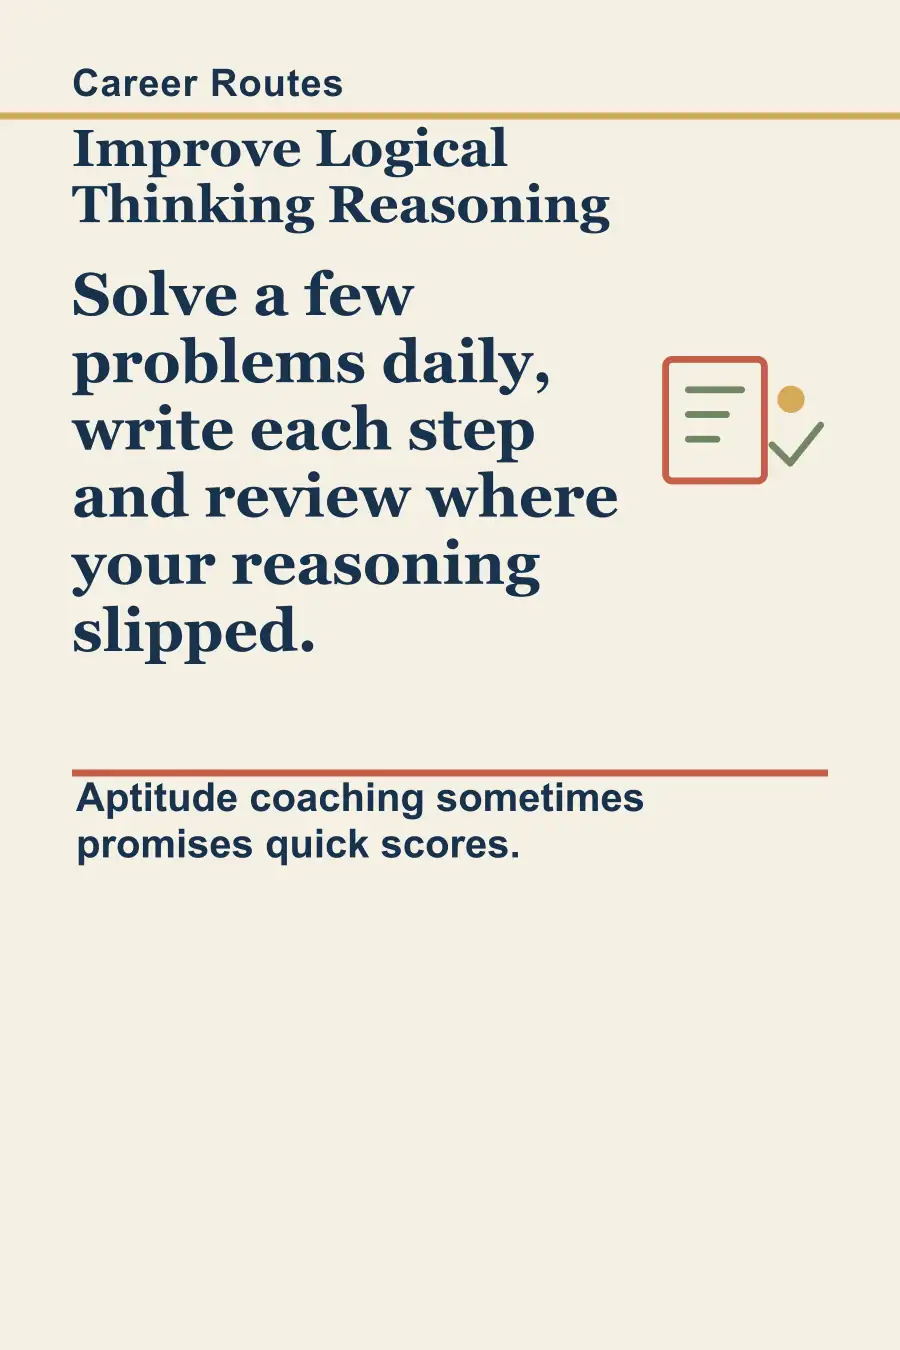 Career Routes
Improve Logical
Thinking Reasoning
Solve a few
problems daily,
write each step
and review where
your reasoning
slipped.
Aptitude coaching sometimes
promises quick scores.